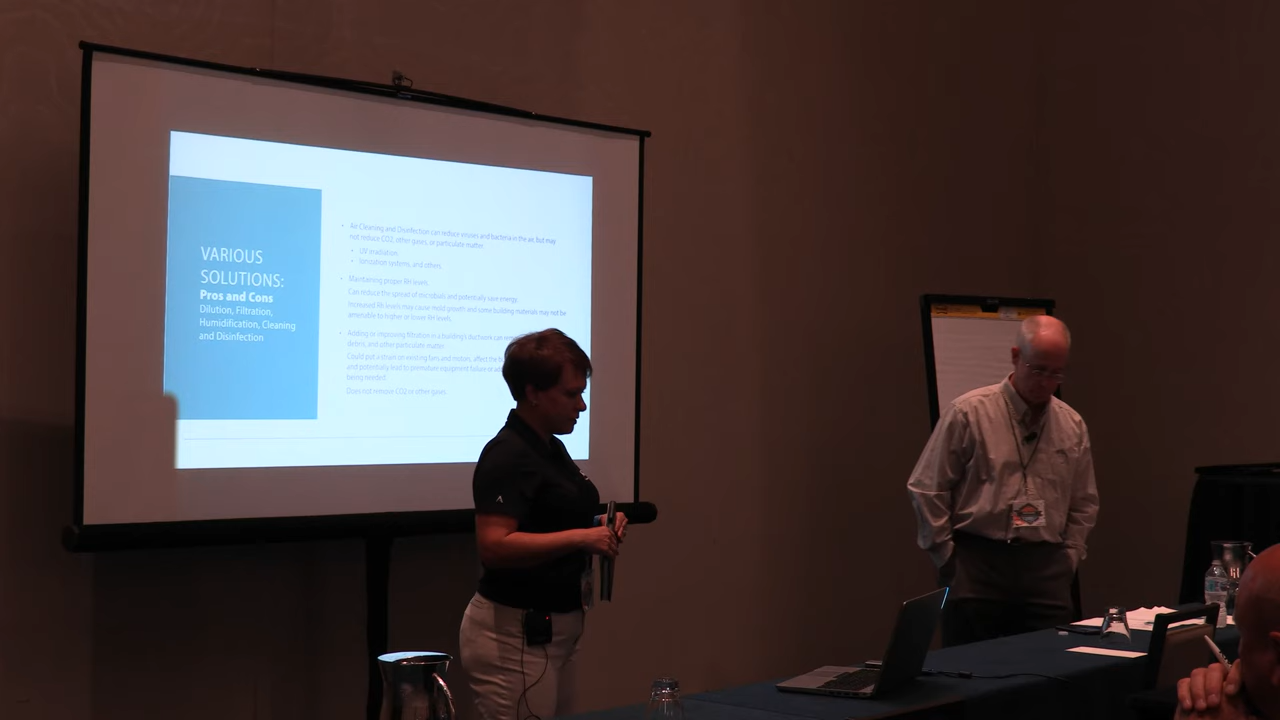 VARIOUS
SOLUTIONS:
Pros and Cons
Dilution, Filtration,
Humidification, Cleaning
and Disinfection
• Air Cleaning and Disinfection can reduce viruses and bacteria in the air, but may
not reduce CO2, other gases, or particulate matter
• UV irradiation,
• Ionization systems, and others.
• Maintaining proper RH levels.
Can reduce the spread of microbials and potentially save energy.
Increased RH levels may cause mold growth and some building materials may not be
amenable to higher or lower RH levels.
• Adding or improving filtration in a building's ductwork can
debris, and other particulate matter.
Could put a strain on existing fans and motors, affect the
and potentially lead to premature equipment failure or
being needed.
Does not remove CO2 or other gases.